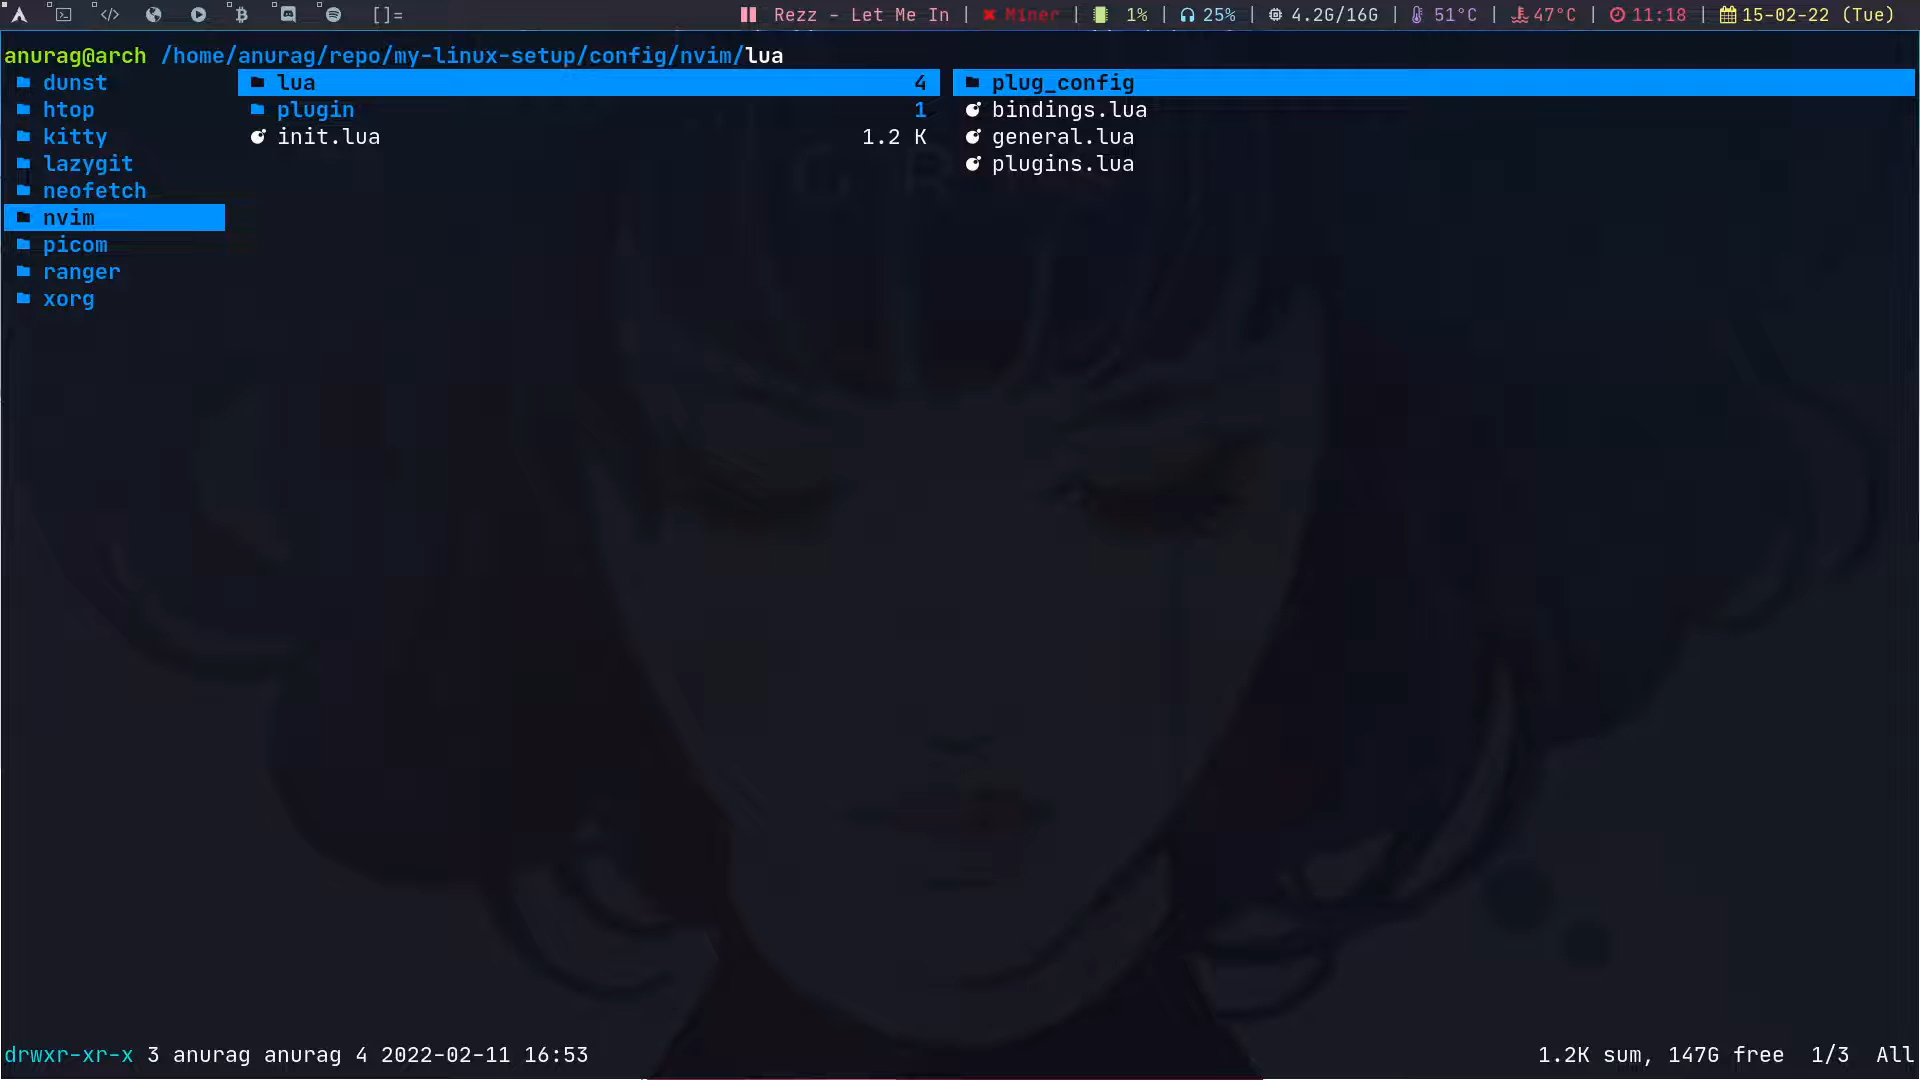 []= Rezz - Let Me In | Miner | 1% | 25% | 4.2G/16G | 51°C | 47°C | 11:18 | 15-02-22 (Tue)
anurag@arch /home/anurag/repo/my-linux-setup/config/nvim/lua
dunst lua 4 plug_config
htop plugin 1 bindings.lua
kitty init.lua 1.2 K general.lua
lazygit plugins.lua
neofetch
nvim
picom
ranger
xorg
drwxr-xr-x 3 anurag anurag 4 2022-02-11 16:53 1.2K sum, 147G free 1/3 All